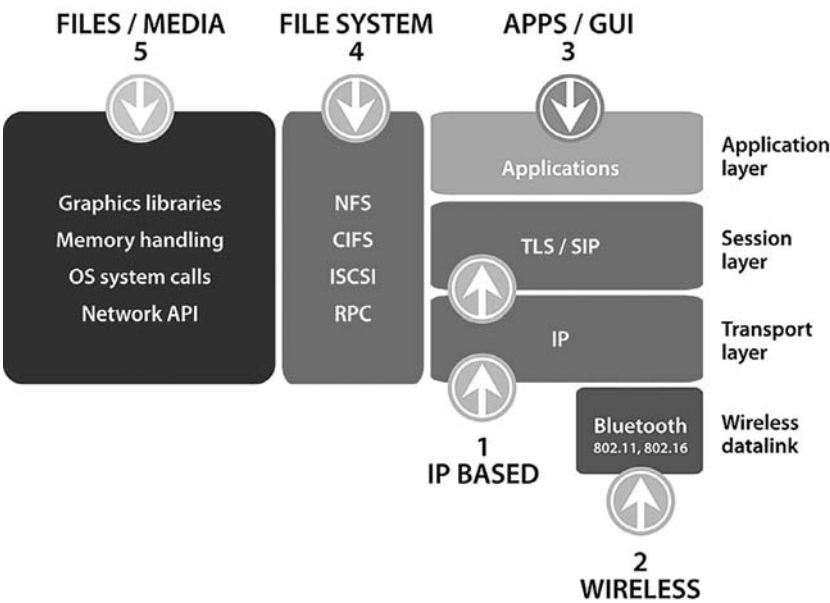 FILES / MEDIA
5
FILE SYSTEM
4
APPS / GUI
3
Graphics libraries
Memory handling
OS system calls
Network API
NFS
CIFS
ISCSI
RPC
Applications
Application
layer
TLS / SIP
Session
layer
IP
Transport
layer
Bluetooth
802.11, 802.16
Wireless
datalink
1
IP BASED
2
WIRELESS